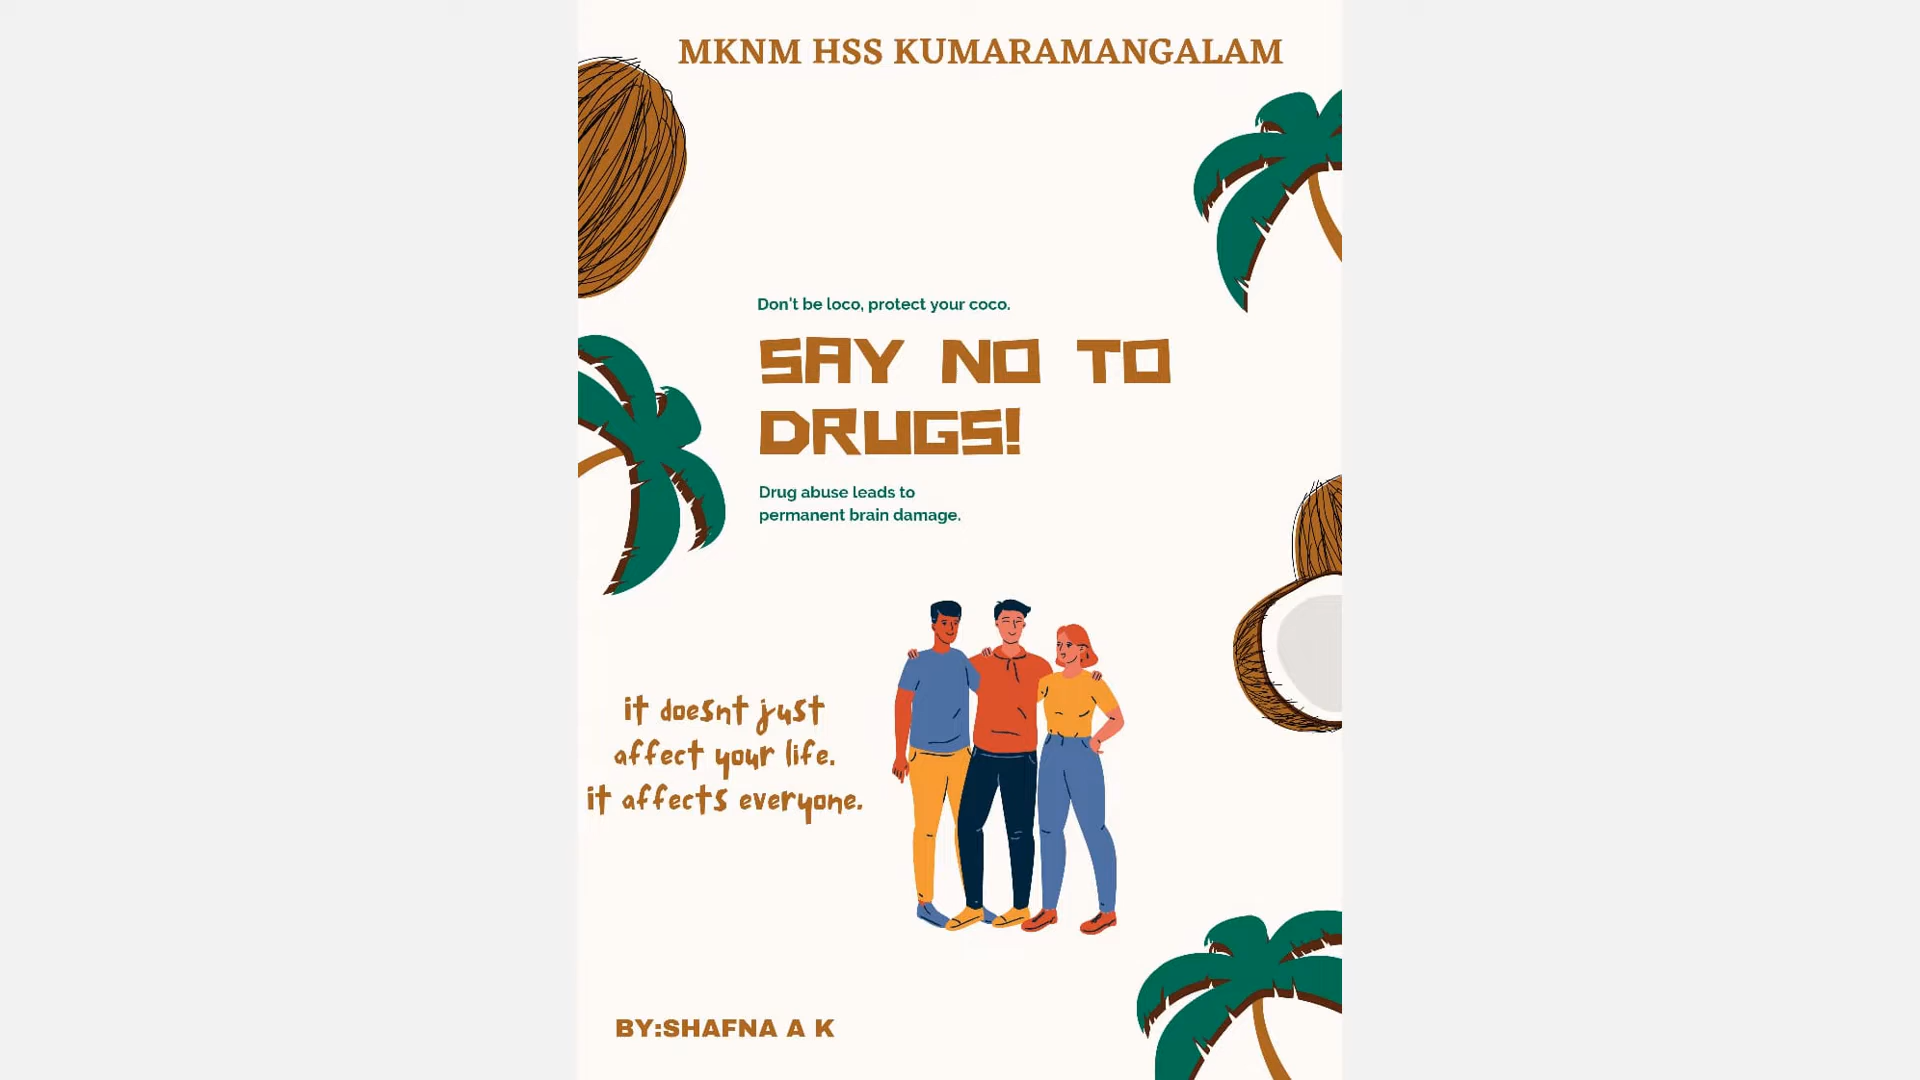 MKNM HSS KUMARAMANGALAM
Don't be loco, protect your coco.
SAY NO TO
DRUGS!
Drug abuse leads to
permanent brain damage.
it doesnt just
affect your life.
it affects everyone.
BY:SHAFNA A K